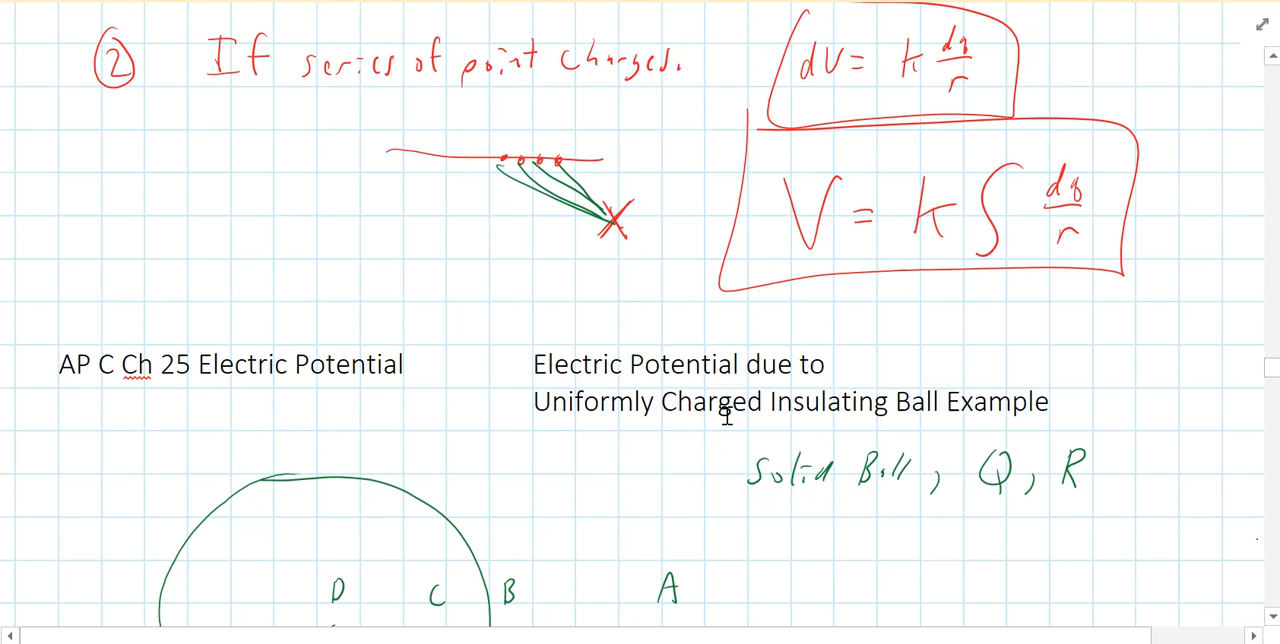 ② If series of point charges.
dV = k dq/r
V = k ∫ dq/r
AP C Ch 25 Electric Potential
Electric Potential due to
Uniformly Charged Insulating Ball Example
Solid Ball, Q, R
D C B A